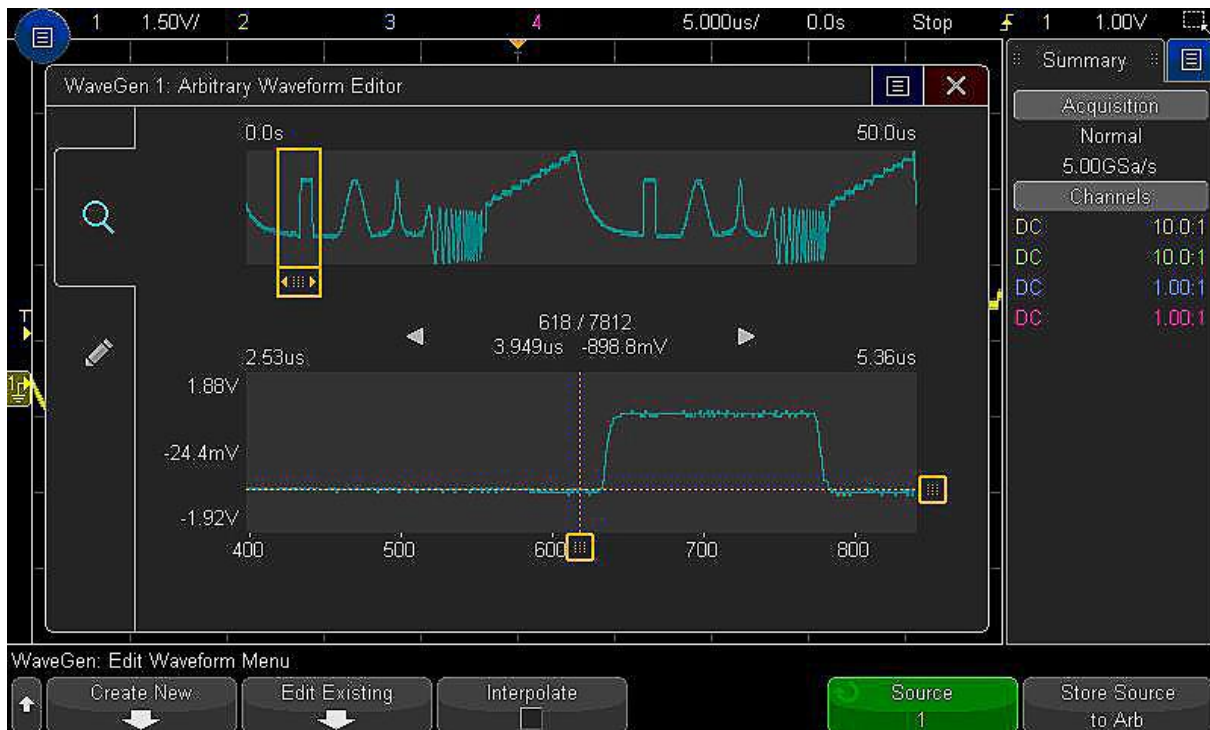 1 1.50V/ 2 3 4 5.000us/ 0.0s Stop 1 1.00V
WaveGen 1: Arbitrary Waveform Editor
Summary
Acquisition
Normal
5.00GSa/s
Channels
DC 10.0:1
DC 10.0:1
DC 1.00:1
DC 1.00:1
0.0s 50.0us
618 / 7812
3.949us -898.8mV
2.53us 5.36us
1.88V
-24.4mV
-1.92V
400 500 600 700 800
T
1
WaveGen: Edit Waveform Menu
Create New
Edit Existing
Interpolate
Source
1
Store Source
to Arb